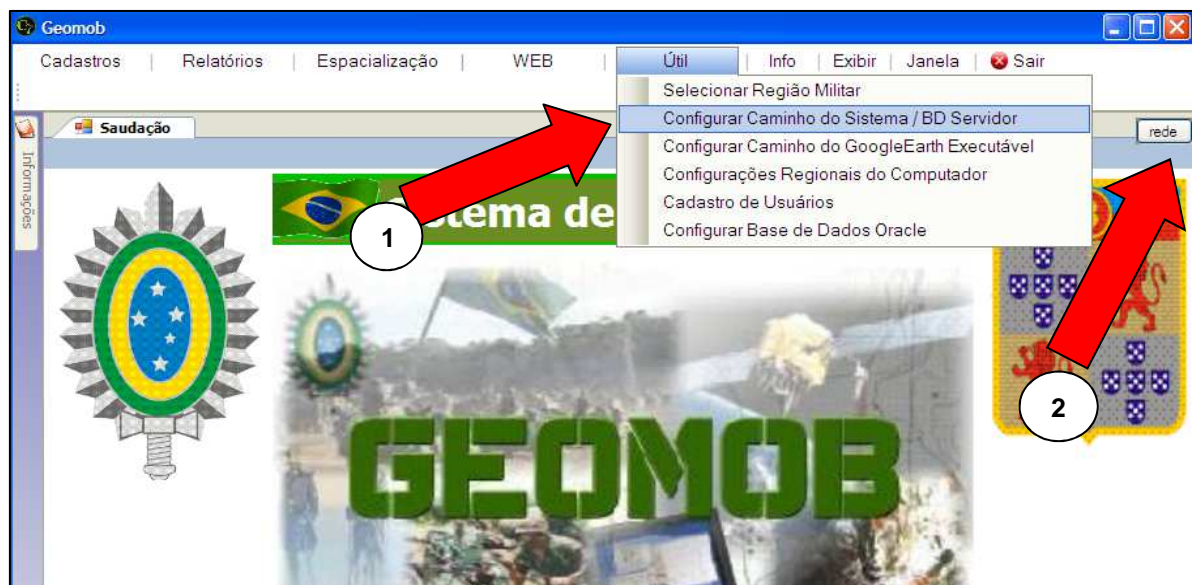 Geomob
Cadastros | Relatórios | Espacialização | WEB | Útil | Info | Exibir | Janela | Sair
Selecionar Região Militar
Configurar Caminho do Sistema / BD Servidor
Configurar Caminho do GoogleEarth Executável
Configurações Regionais do Computador
Cadastro de Usuários
Configurar Base de Dados Oracle
Saudação
rede
Informações
tema de
1
2
GEOMOB